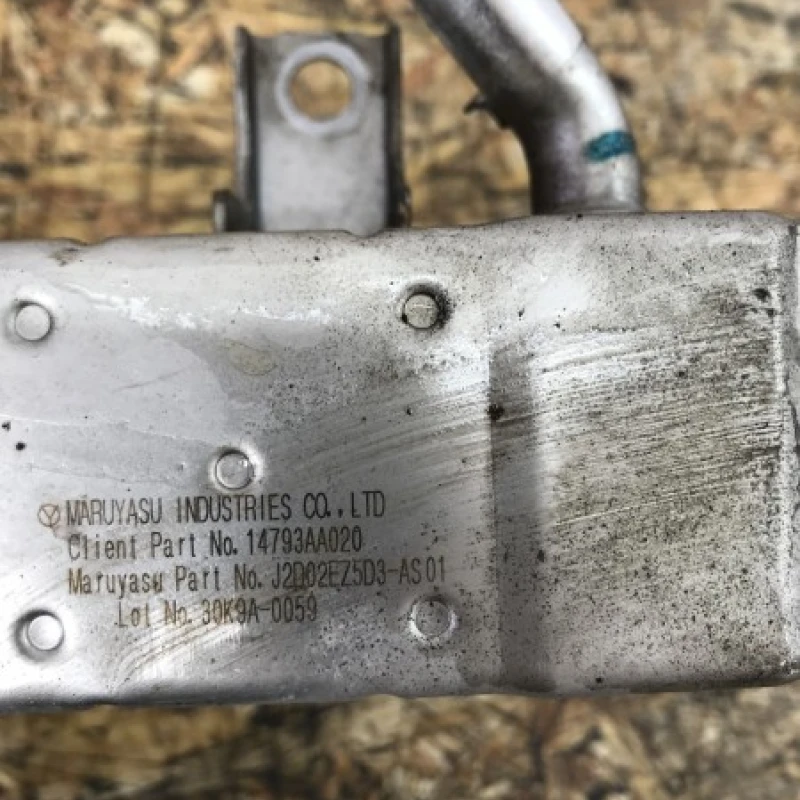 MARUYASU INDUSTRIES CO.,LTD
Client Part No. 14793AA020
Maruyasu Part No. J2D02EZ5D3-AS01
Lot No. 30K9A-0059